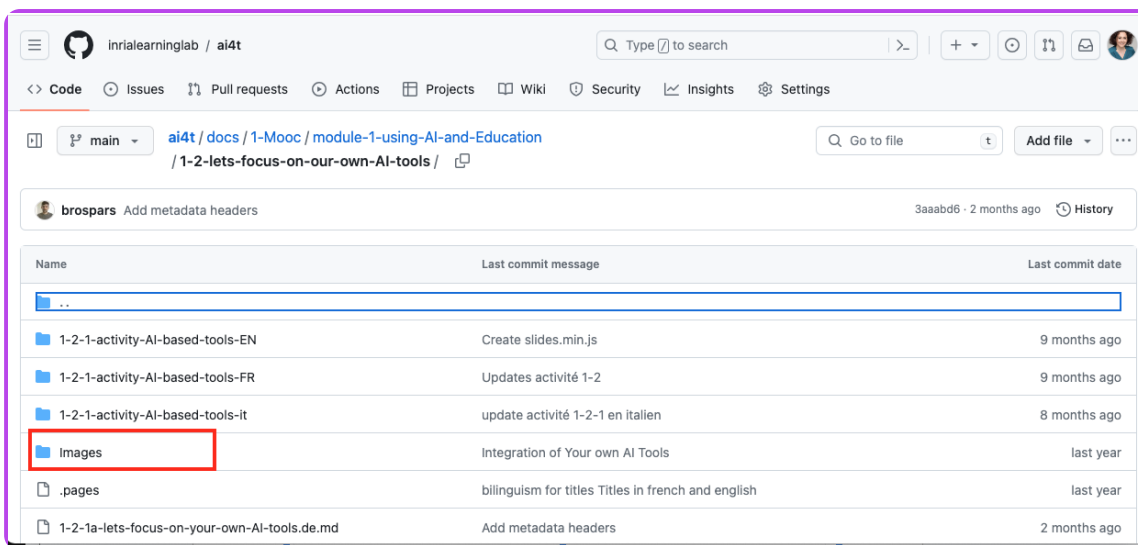 inrialearninglab / ai4t
Type / to search
Code Issues Pull requests Actions Projects Wiki Security Insights Settings
main
ai4t / docs / 1-Mooc / module-1-using-AI-and-Education
/ 1-2-lets-focus-on-our-own-AI-tools /
Go to file t
Add file
brospars Add metadata headers 3aaabd6 · 2 months ago History
Name Last commit message Last commit date
..
1-2-1-activity-AI-based-tools-EN Create slides.min.js 9 months ago
1-2-1-activity-AI-based-tools-FR Updates activité 1-2 9 months ago
1-2-1-activity-AI-based-tools-it update activité 1-2-1 en italien 8 months ago
Images Integration of Your own AI Tools last year
.pages bilinguism for titles Titles in french and english last year
1-2-1a-lets-focus-on-your-own-AI-tools.de.md Add metadata headers 2 months ago